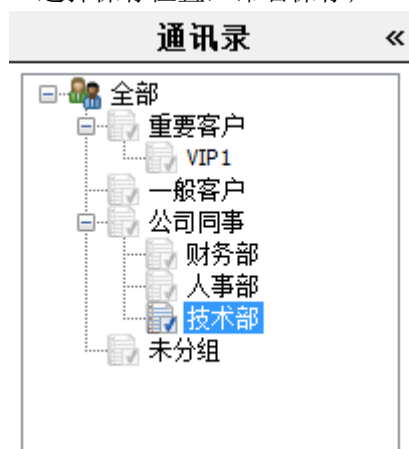 通讯录 «
全部
重要客户
VIP1
一般客户
公司同事
财务部
人事部
技术部
未分组